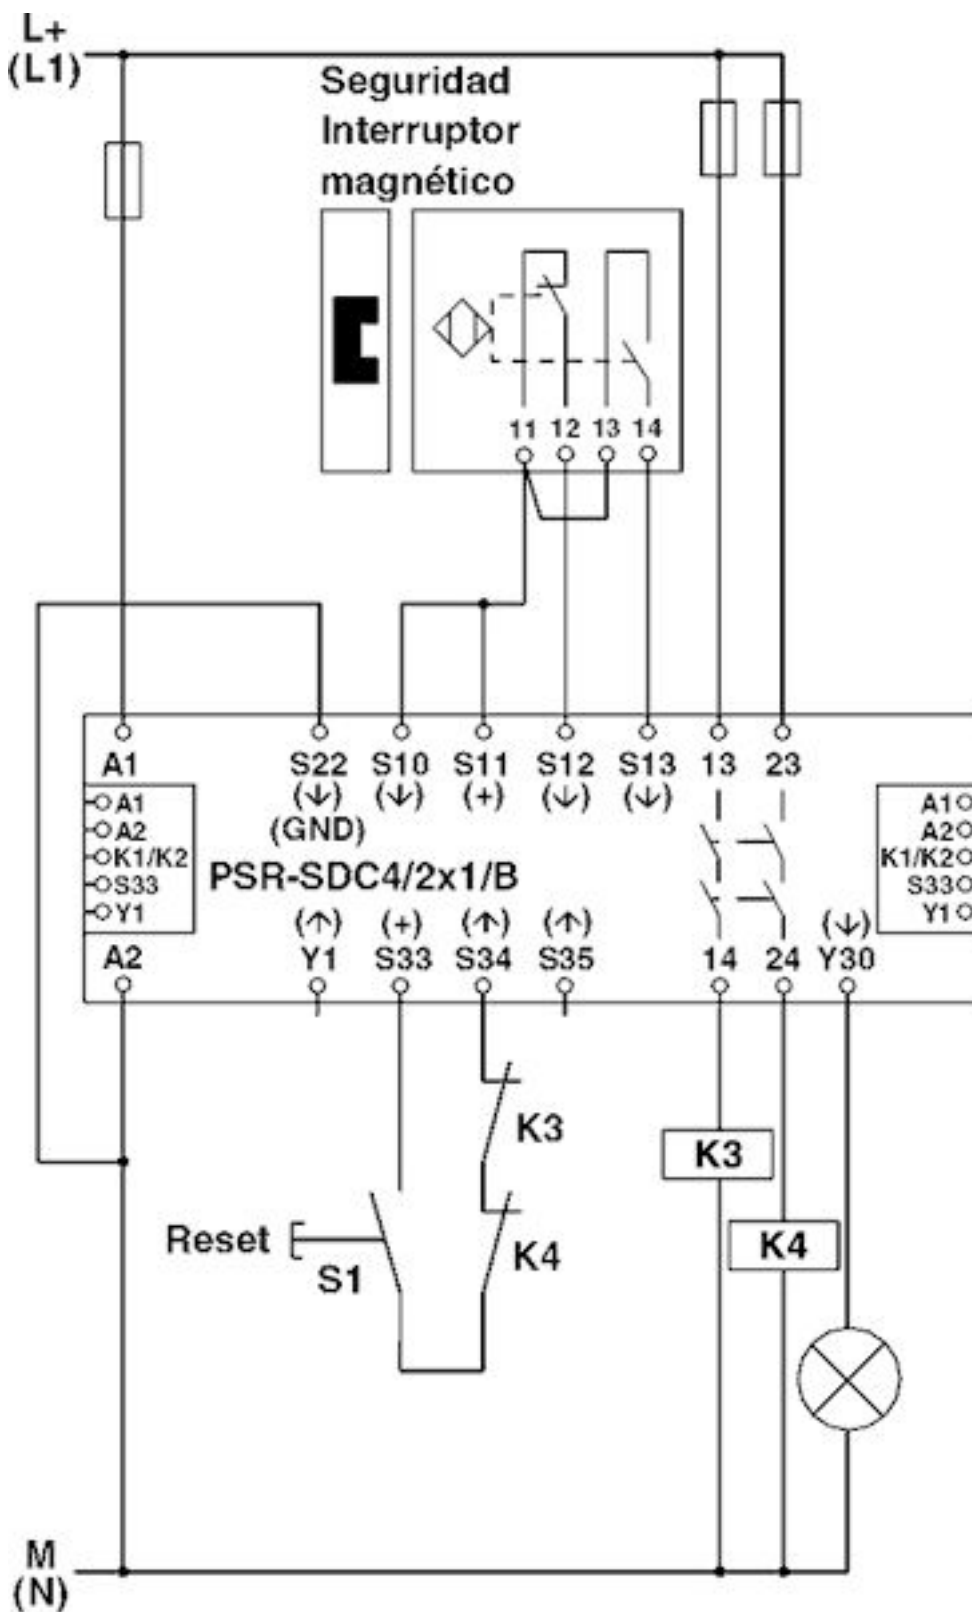 L+
(L1)
Seguridad
Interruptor
magnético
11 12 13 14
A1 S22 S10 S11 S12 S13 13 23
(↓) (↓) (+) (↓) (↓)
(GND)
A1 A1
A2 A2
K1/K2 K1/K2
S33 S33
Y1 Y1
PSR-SDC4/2x1/B
(↑) (+) (↑) (↑) (↓)
A2 Y1 S33 S34 S35 14 24 Y30
K3
K3
Reset
S1
K4
K4
M
(N)